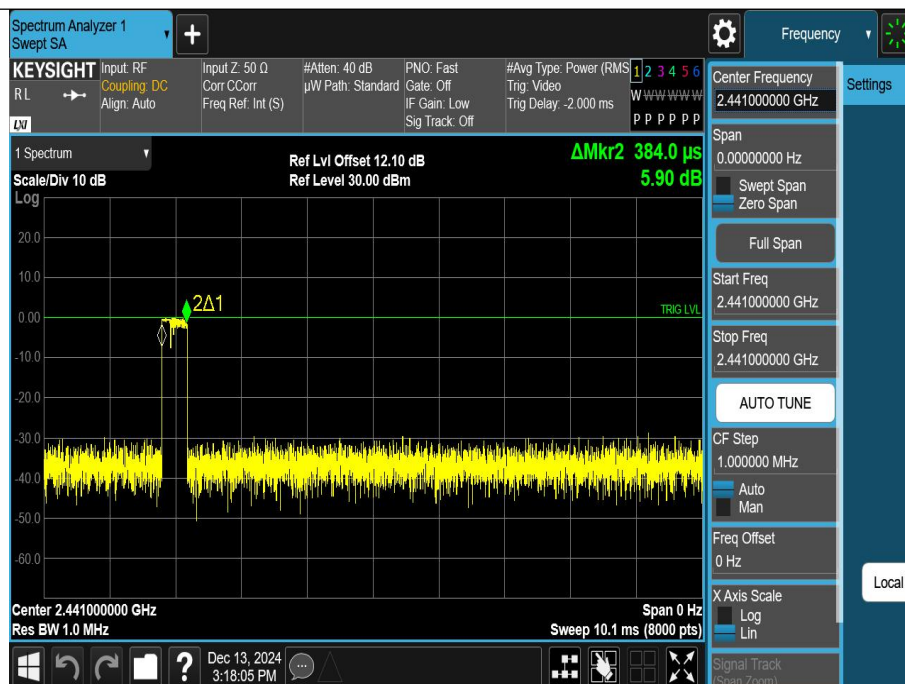 Spectrum Analyzer 1
Swept SA
+
Frequency
KEYSIGHT
RL
LXI
Input: RF
Coupling: DC
Align: Auto
Input Z: 50 Ω
Corr CCorr
Freq Ref: Int (S)
#Atten: 40 dB
µW Path: Standard
PNO: Fast
Gate: Off
IF Gain: Low
Sig Track: Off
#Avg Type: Power (RMS
Trig: Video
Trig Delay: -2.000 ms
1 2 3 4 5 6
W W W W W W
P P P P P P
1 Spectrum
Scale/Div 10 dB
Log
Ref Lvl Offset 12.10 dB
Ref Level 30.00 dBm
ΔMkr2 384.0 µs
5.90 dB
20.0
10.0
0.00
-10.0
-20.0
-30.0
-40.0
-50.0
-60.0
2Δ1
TRIG LVL
Center 2.441000000 GHz
Res BW 1.0 MHz
Span 0 Hz
Sweep 10.1 ms (8000 pts)
Center Frequency
2.441000000 GHz
Settings
Span
0.00000000 Hz
Swept Span
Zero Span
Full Span
Start Freq
2.441000000 GHz
Stop Freq
2.441000000 GHz
AUTO TUNE
CF Step
1.000000 MHz
Auto
Man
Freq Offset
0 Hz
Local
X Axis Scale
Log
Lin
Signal Track
(Span Zoom)
?
Dec 13, 2024
3:18:05 PM